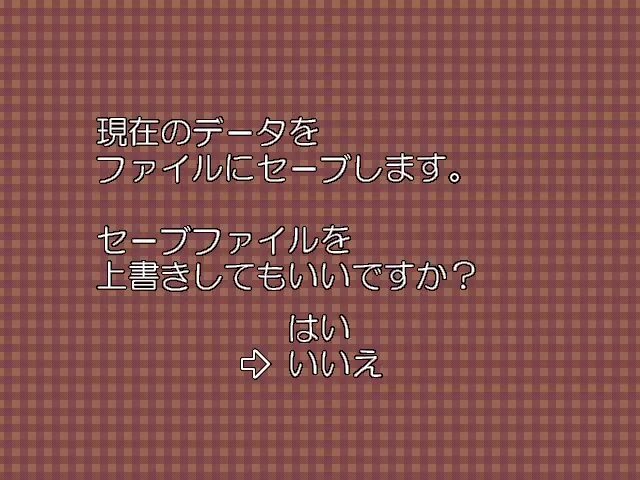 現在のデータを
ファイルにセーブします。
セーブファイルを
上書きしてもいいですか？
はい
⇨ いいえ